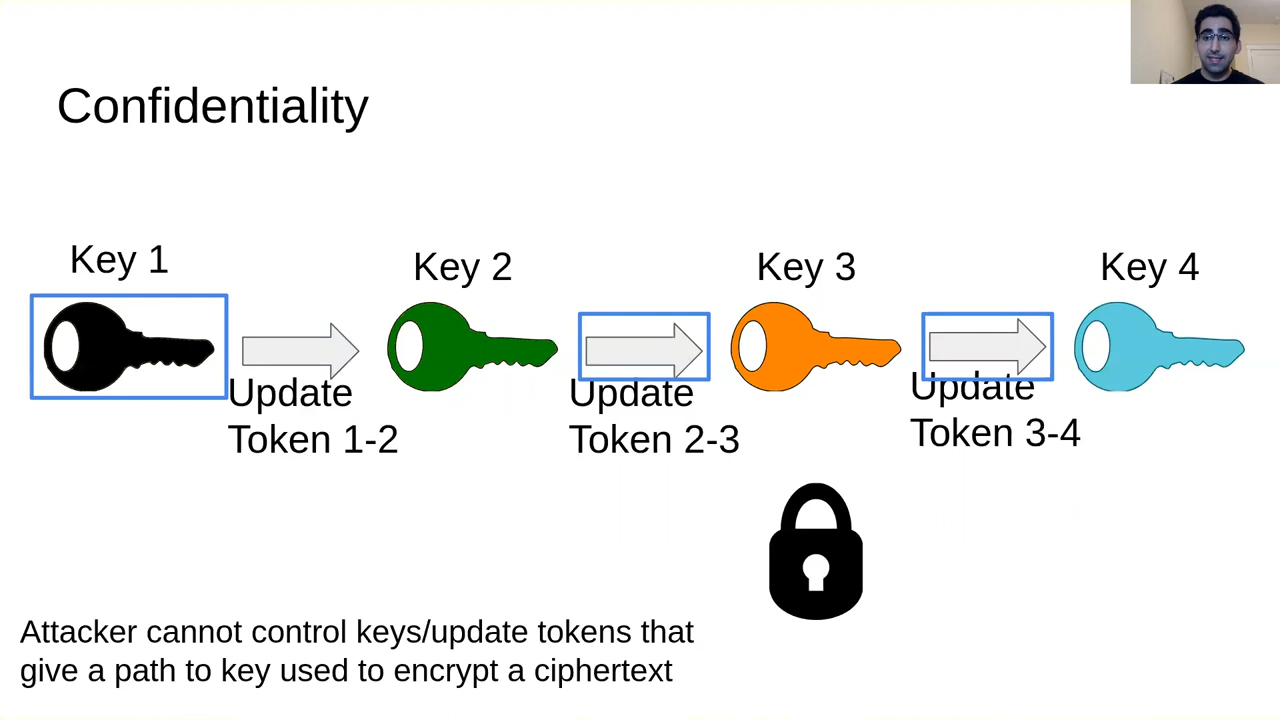 Confidentiality
Key 1
Key 2
Key 3
Key 4
Update
Token 1-2
Update
Token 2-3
Update
Token 3-4
Attacker cannot control keys/update tokens that
give a path to key used to encrypt a ciphertext